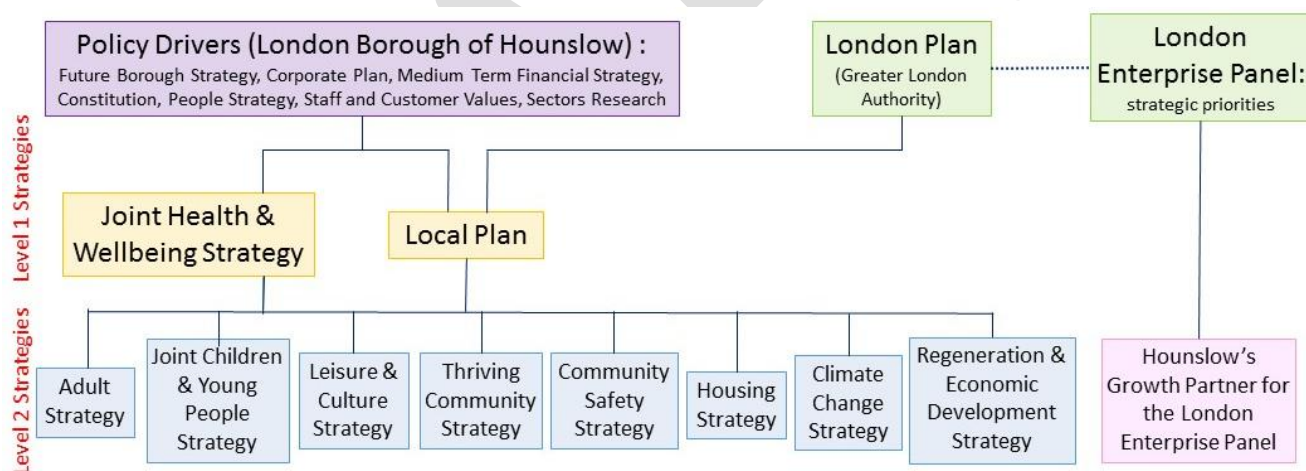 Policy Drivers (London Borough of Hounslow) :
Future Borough Strategy, Corporate Plan, Medium Term Financial Strategy,
Constitution, People Strategy, Staff and Customer Values, Sectors Research
London Plan
(Greater London
Authority)
London
Enterprise Panel:
strategic priorities
Level 1 Strategies
Joint Health &
Wellbeing Strategy
Local Plan
Level 2 Strategies
Adult
Strategy
Joint Children
& Young
People
Strategy
Leisure &
Culture
Strategy
Thriving
Community
Strategy
Community
Safety
Strategy
Housing
Strategy
Climate
Change
Strategy
Regeneration &
Economic
Development
Strategy
Hounslow’s
Growth Partner for
the London
Enterprise Panel